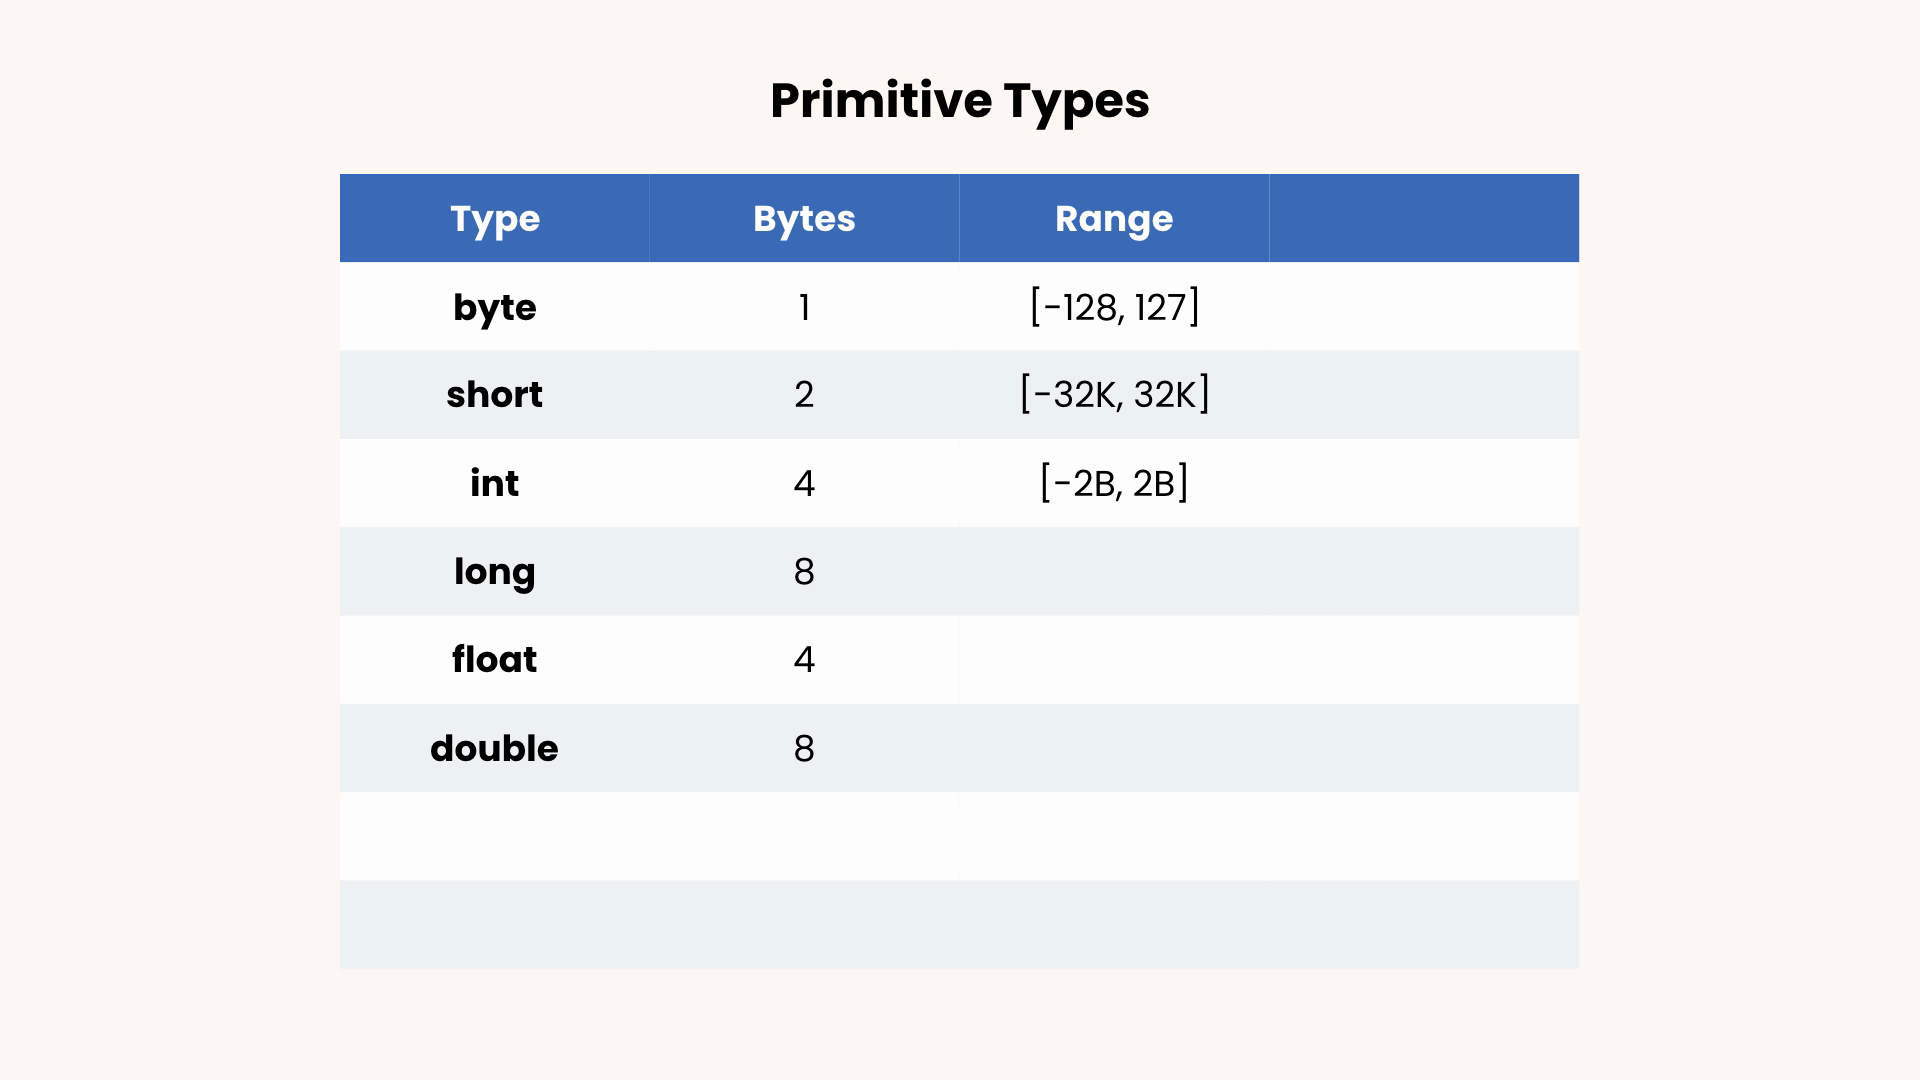 Primitive Types
Type Bytes Range
byte 1 [-128, 127]
short 2 [-32K, 32K]
int 4 [-2B, 2B]
long 8
float 4
double 8